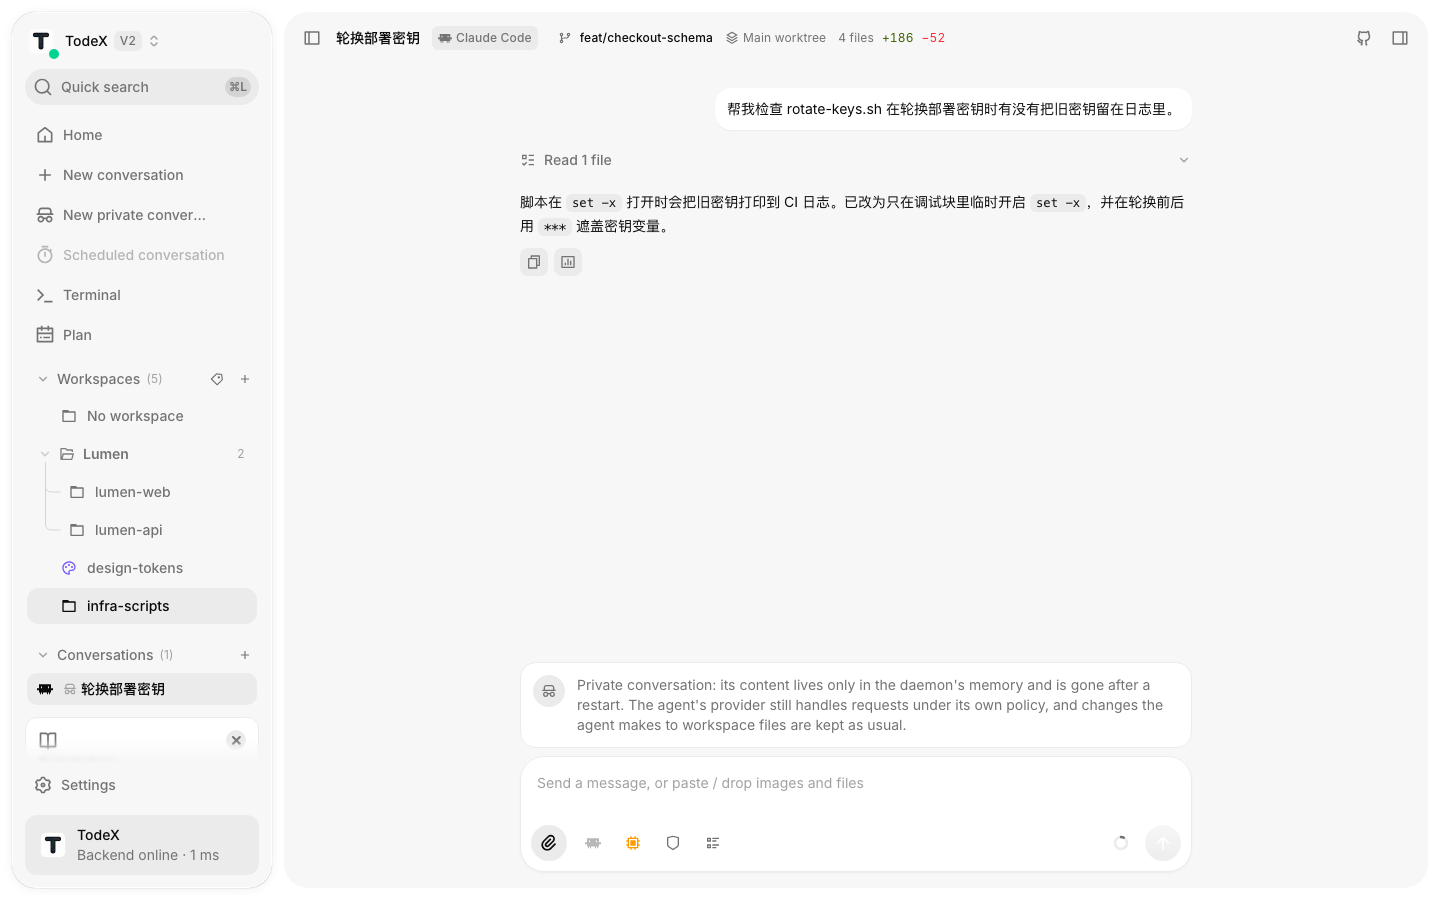 TodeX V2
Quick search ⌘L
Home
New conversation
New private conver...
Scheduled conversation
Terminal
Plan
Workspaces (5)
No workspace
Lumen 2
lumen-web
lumen-api
design-tokens
infra-scripts
Conversations (1)
轮换部署密钥
Settings
TodeX
Backend online · 1 ms
轮换部署密钥 Claude Code feat/checkout-schema Main worktree 4 files +186 −52
帮我检查 rotate-keys.sh 在轮换部署密钥时有没有把旧密钥留在日志里。
Read 1 file
脚本在 set -x 打开时会把旧密钥打印到 CI 日志。已改为只在调试块里临时开启 set -x，并在轮换前后
用 *** 遮盖密钥变量。
Private conversation: its content lives only in the daemon's memory and is gone after a
restart. The agent's provider still handles requests under its own policy, and changes the
agent makes to workspace files are kept as usual.
Send a message, or paste / drop images and files